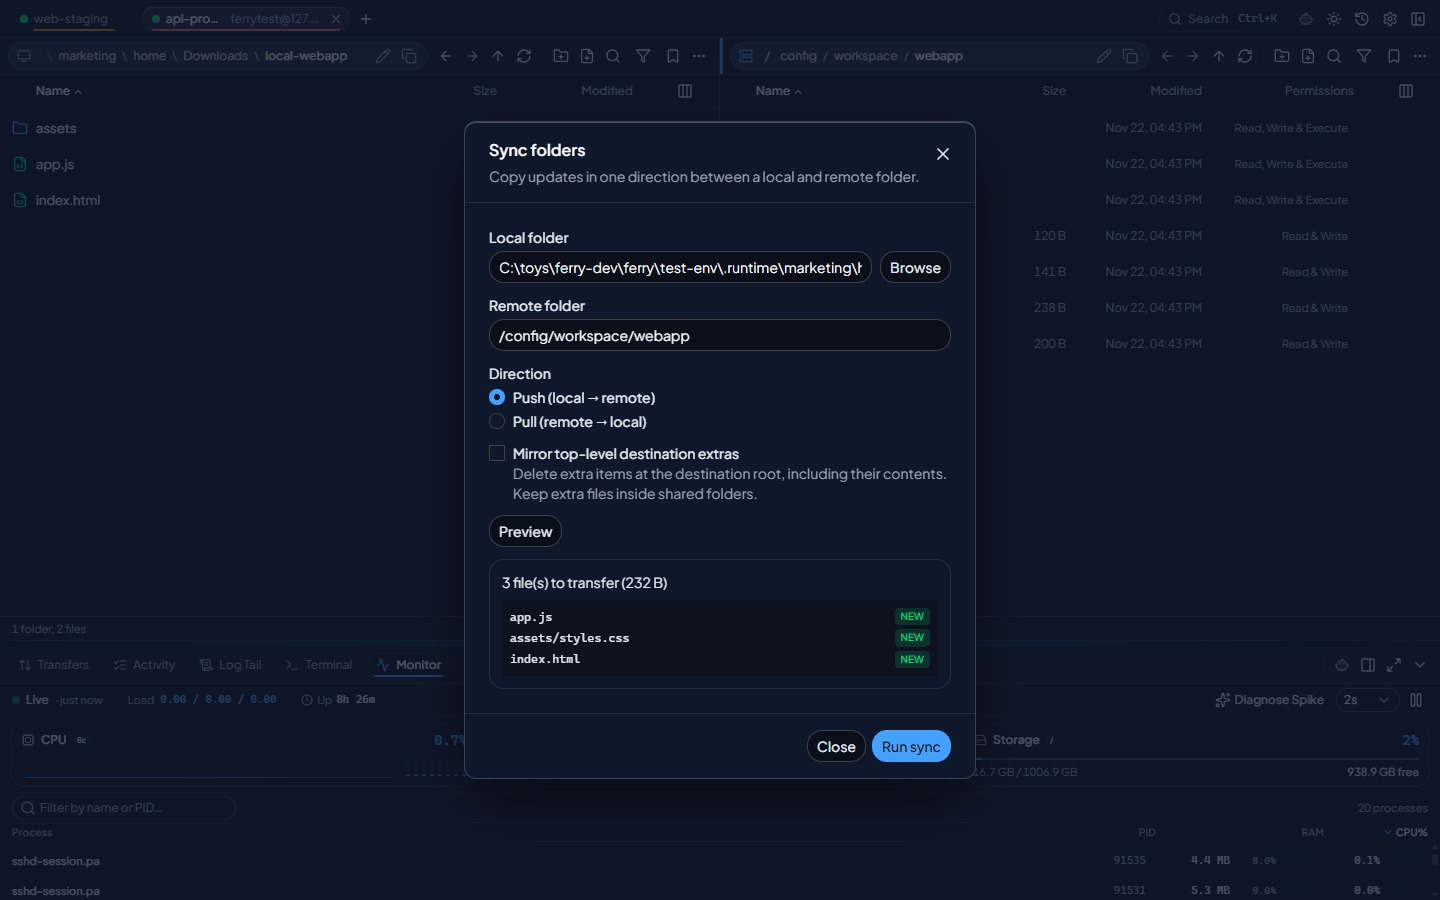 web-staging
api-pro... ferrytest@127....
Search Ctrl+K
\ marketing \ home \ Downloads \ local-webapp
/ config / workspace / webapp
Name Size Modified
Name Size Modified Permissions
assets
app.js
index.html
Nov 22, 04:43 PM Read, Write & Execute
Nov 22, 04:43 PM Read, Write & Execute
Nov 22, 04:43 PM Read, Write & Execute
120 B Nov 22, 04:43 PM Read & Write
141 B Nov 22, 04:43 PM Read & Write
238 B Nov 22, 04:43 PM Read & Write
200 B Nov 22, 04:43 PM Read & Write
Sync folders
Copy updates in one direction between a local and remote folder.
Local folder
C:\toys\ferry-dev\ferry\test-env\.runtime\marketing\h
Browse
Remote folder
/config/workspace/webapp
Direction
Push (local → remote)
Pull (remote → local)
Mirror top-level destination extras
Delete extra items at the destination root, including their contents.
Keep extra files inside shared folders.
Preview
3 file(s) to transfer (232 B)
app.js NEW
assets/styles.css NEW
index.html NEW
Close Run sync
1 folder, 2 files
Transfers Activity Log Tail Terminal Monitor
Live · just now Load 0.00 / 0.00 / 0.00 Up 8h 26m
Diagnose Spike 2s
CPU 8c 0.7%
Storage / 2%
16.7 GB / 1006.9 GB 938.9 GB free
Filter by name or PID... 20 processes
Process PID RAM CPU%
sshd-session.pa 91535 4.4 MB 0.0% 0.1%
sshd-session.pa 91531 5.3 MB 0.0% 0.0%